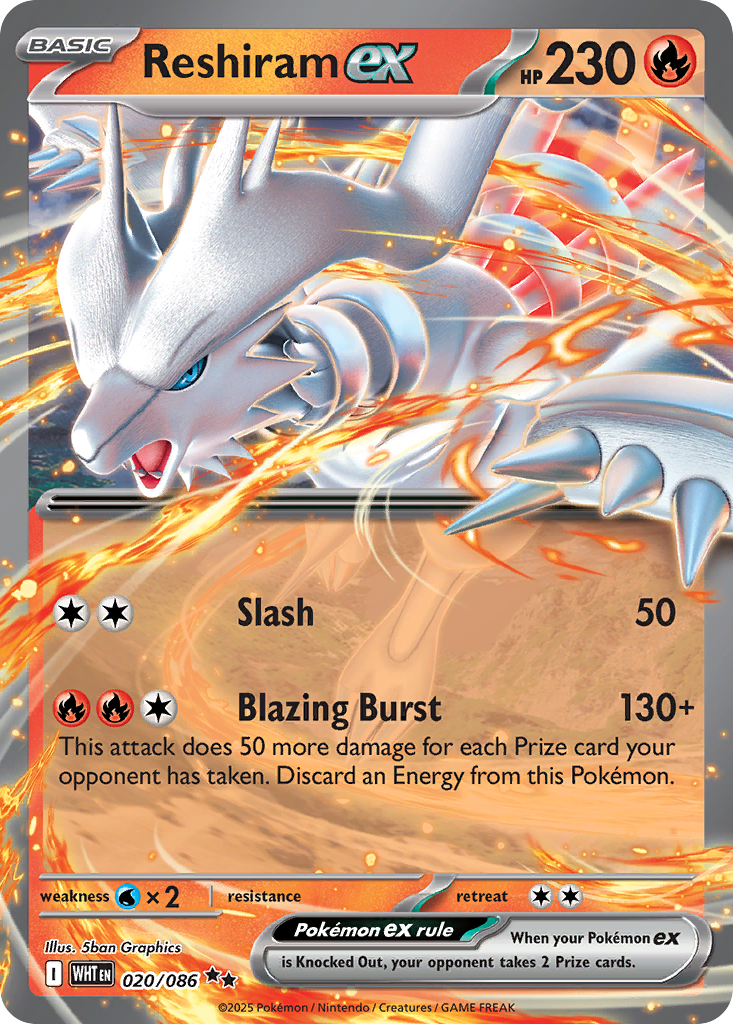 BASIC
Reshiram ex
HP 230
Slash 50
Blazing Burst 130+
This attack does 50 more damage for each Prize card your
opponent has taken. Discard an Energy from this Pokémon.
weakness ×2 resistance retreat
Illus. 5ban Graphics
Pokémon ex rule
When your Pokémon ex
is Knocked Out, your opponent takes 2 Prize cards.
I WHT EN 020/086
©2025 Pokémon / Nintendo / Creatures / GAME FREAK